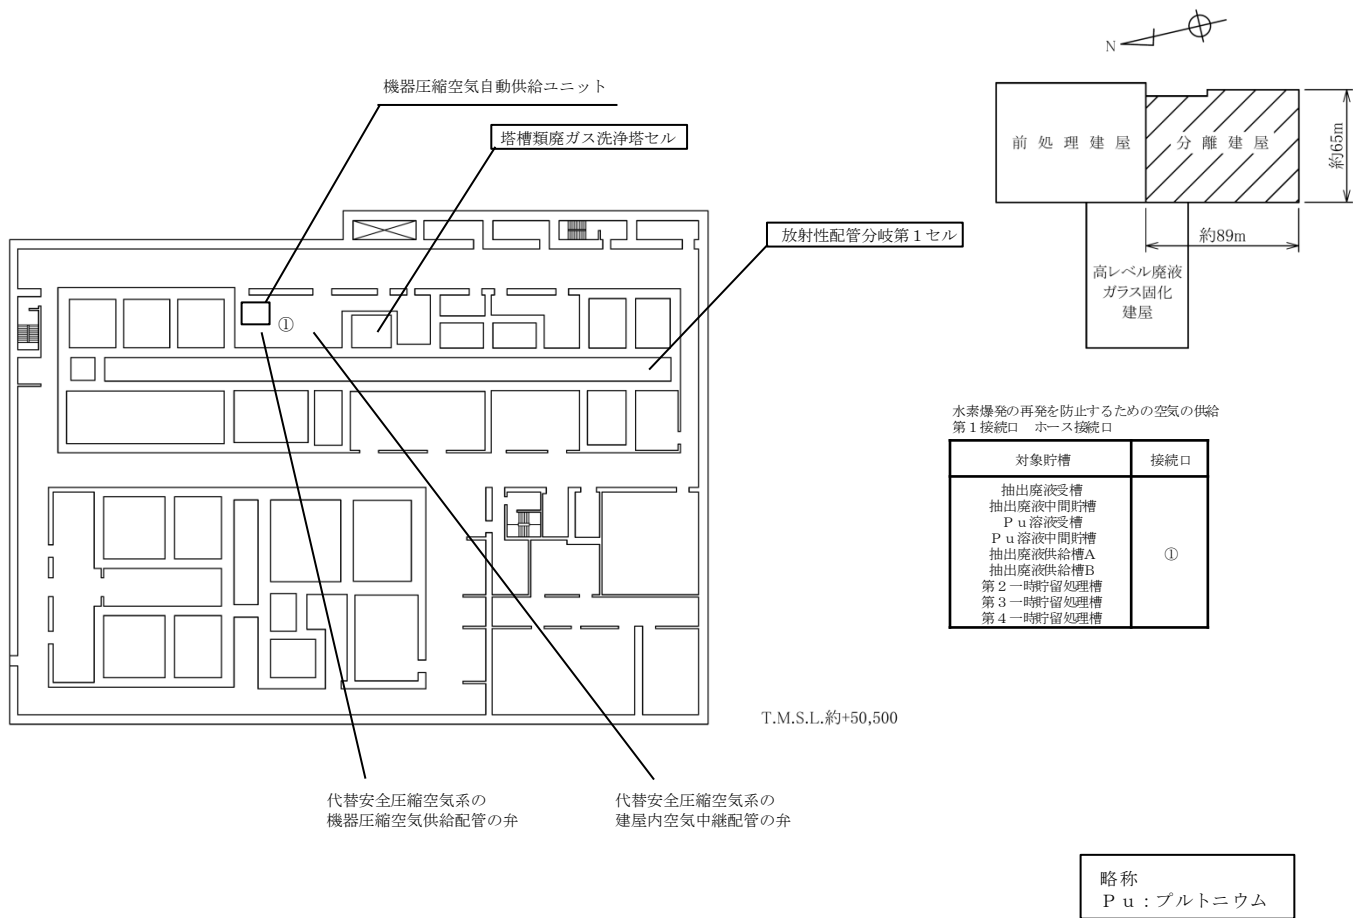 N
機器圧縮空気自動供給ユニット
塔槽類廃ガス洗浄塔セル
前処理建屋
分離建屋
約65m
放射性配管分岐第1セル
約89m
高レベル廃液
ガラス固化
建屋
①
水素爆発の再発を防止するための空気の供給
第1接続口 ホース接続口
対象貯槽 接続口
抽出廃液受槽
抽出廃液中間貯槽
Pu溶液受槽
Pu溶液中間貯槽
抽出廃液供給槽A
抽出廃液供給槽B
第2一時貯留処理槽
第3一時貯留処理槽
第4一時貯留処理槽
①
T.M.S.L.約+50,500
代替安全圧縮空気系の
機器圧縮空気供給配管の弁
代替安全圧縮空気系の
建屋内空気中継配管の弁
略称
Pu:プルトニウム